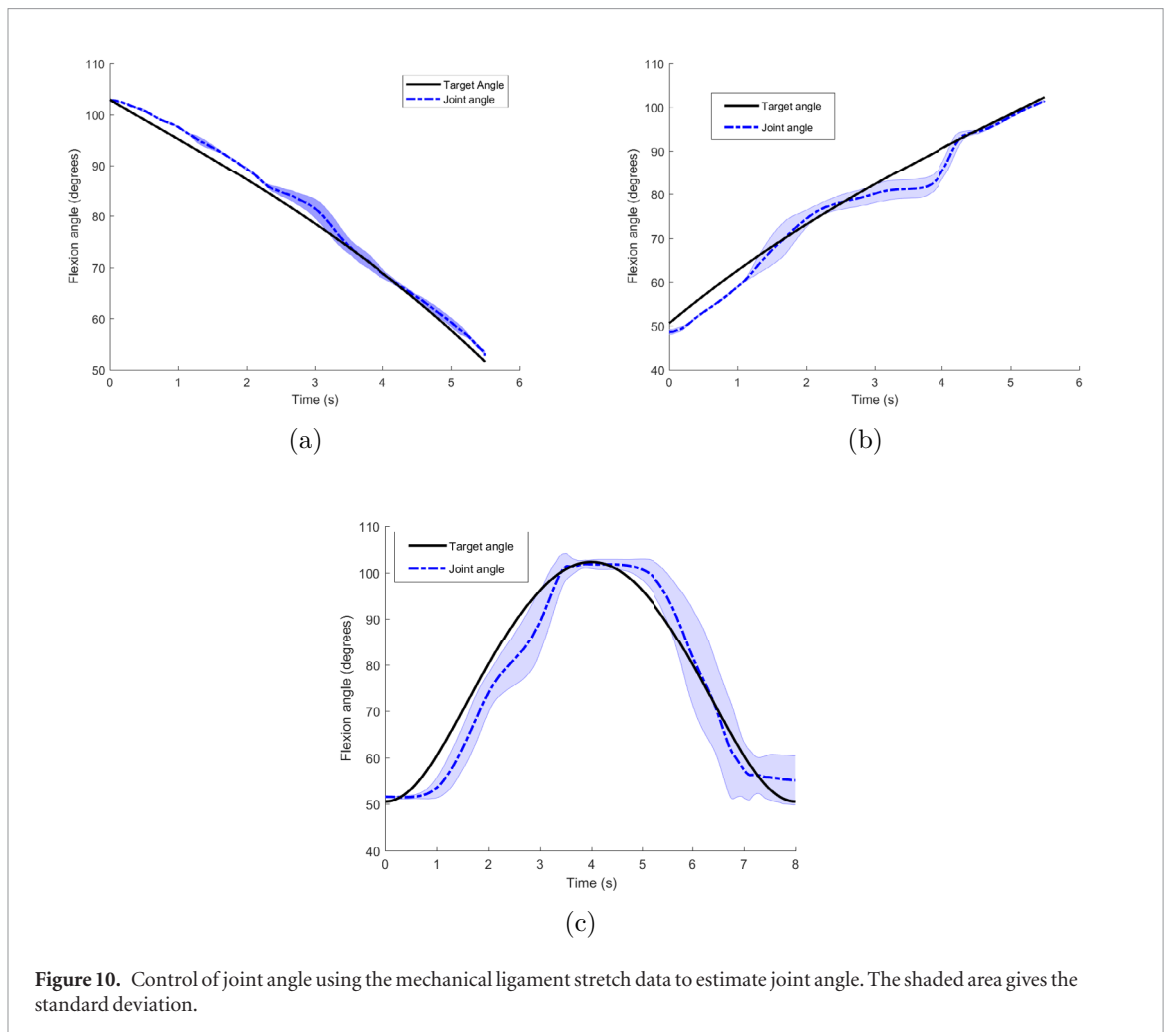 110
100
90
80
70
60
50
Flexion angle (degrees)
Target Angle
Joint angle
0 1 2 3 4 5 6
Time (s)
(a)
110
100
90
80
70
60
50
40
Flexion angle (degrees)
Target angle
Joint angle
0 1 2 3 4 5 6
Time (s)
(b)
110
100
90
80
70
60
50
40
Flexion angle (degrees)
Target angle
Joint angle
0 1 2 3 4 5 6 7 8
Time (s)
(c)
Figure 10. Control of joint angle using the mechanical ligament stretch data to estimate joint angle. The shaded area gives the
standard deviation.